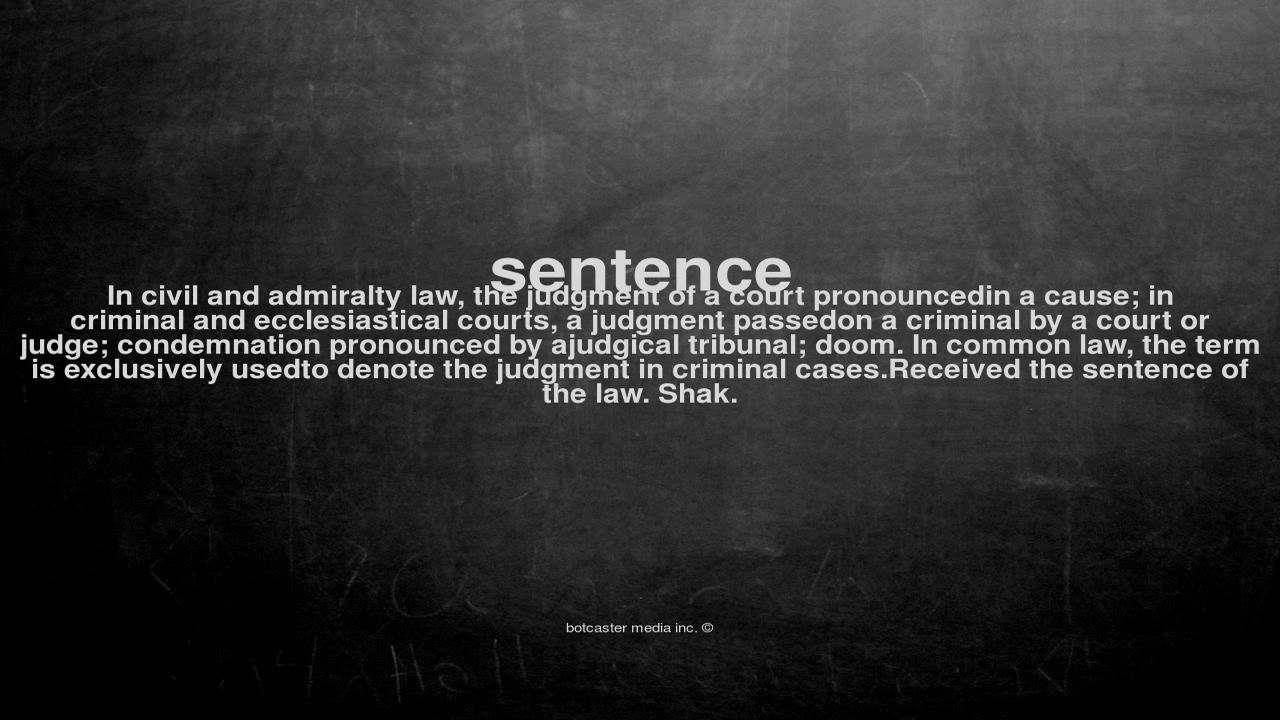 sentence
In civil and admiralty law, the judgment of a court pronouncedin a cause; in
criminal and ecclesiastical courts, a judgment passedon a criminal by a court or
judge; condemnation pronounced by ajudgical tribunal; doom. In common law, the term
is exclusively usedto denote the judgment in criminal cases.Received the sentence of
the law. Shak.
botcaster media inc. ©